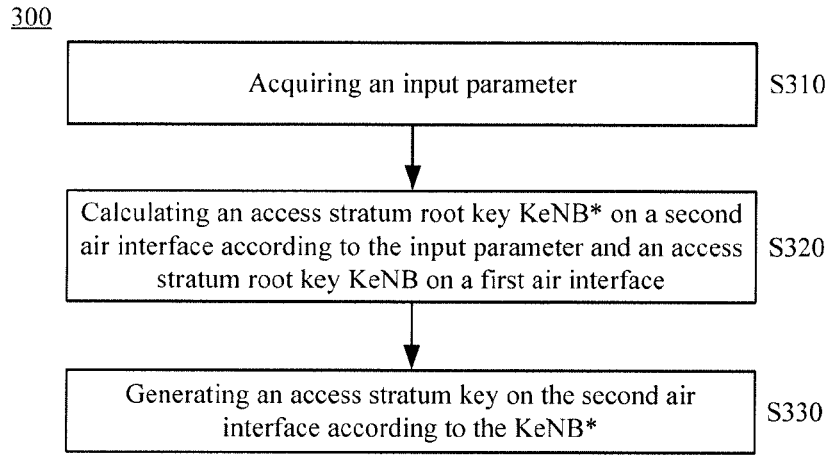 300
Acquiring an input parameter
S310
Calculating an access stratum root key KeNB* on a second
air interface according to the input parameter and an access
stratum root key KeNB on a first air interface
S320
Generating an access stratum key on the second air
interface according to the KeNB*
S330